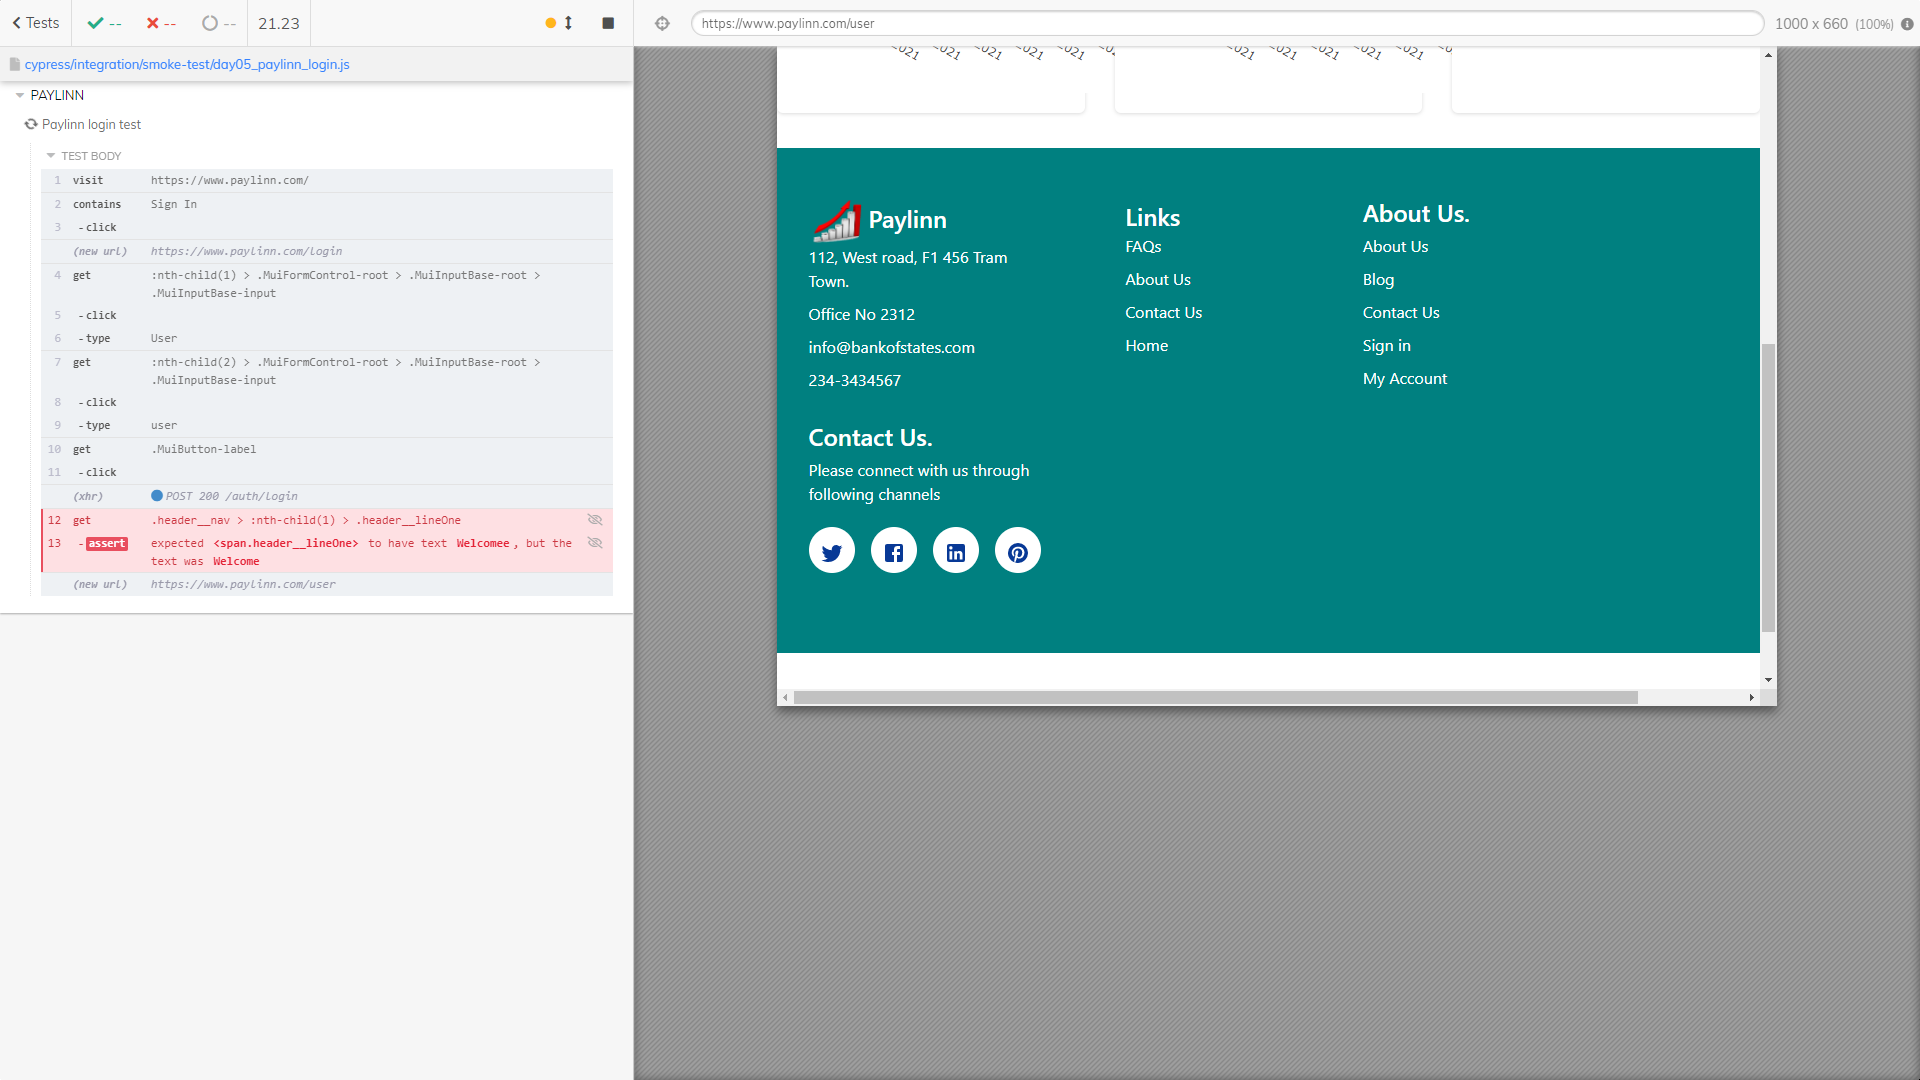 Tests
--
--
--
21.23
https://www.paylinn.com/user
1000 x 660 (100%)
cypress/integration/smoke-test/day05_paylinn_login.js
PAYLINN
Paylinn login test
TEST BODY
1 visit https://www.paylinn.com/
2 contains Sign In
3 - click
(new url) https://www.paylinn.com/login
4 get :nth-child(1) > .MuiFormControl-root > .MuiInputBase-root >
.MuiInputBase-input
5 - click
6 - type User
7 get :nth-child(2) > .MuiFormControl-root > .MuiInputBase-root >
.MuiInputBase-input
8 - click
9 - type user
10 get .MuiButton-label
11 - click
(xhr) POST 200 /auth/login
12 get .header__nav > :nth-child(1) > .header__lineOne
13 - assert expected <span.header__lineOne> to have text Welcomee, but the
text was Welcome
(new url) https://www.paylinn.com/user
Paylinn
112, West road, F1 456 Tram
Town.
Office No 2312
info@bankofstates.com
234-3434567
Links
FAQs
About Us
Contact Us
Home
About Us.
About Us
Blog
Contact Us
Sign in
My Account
Contact Us.
Please connect with us through
following channels